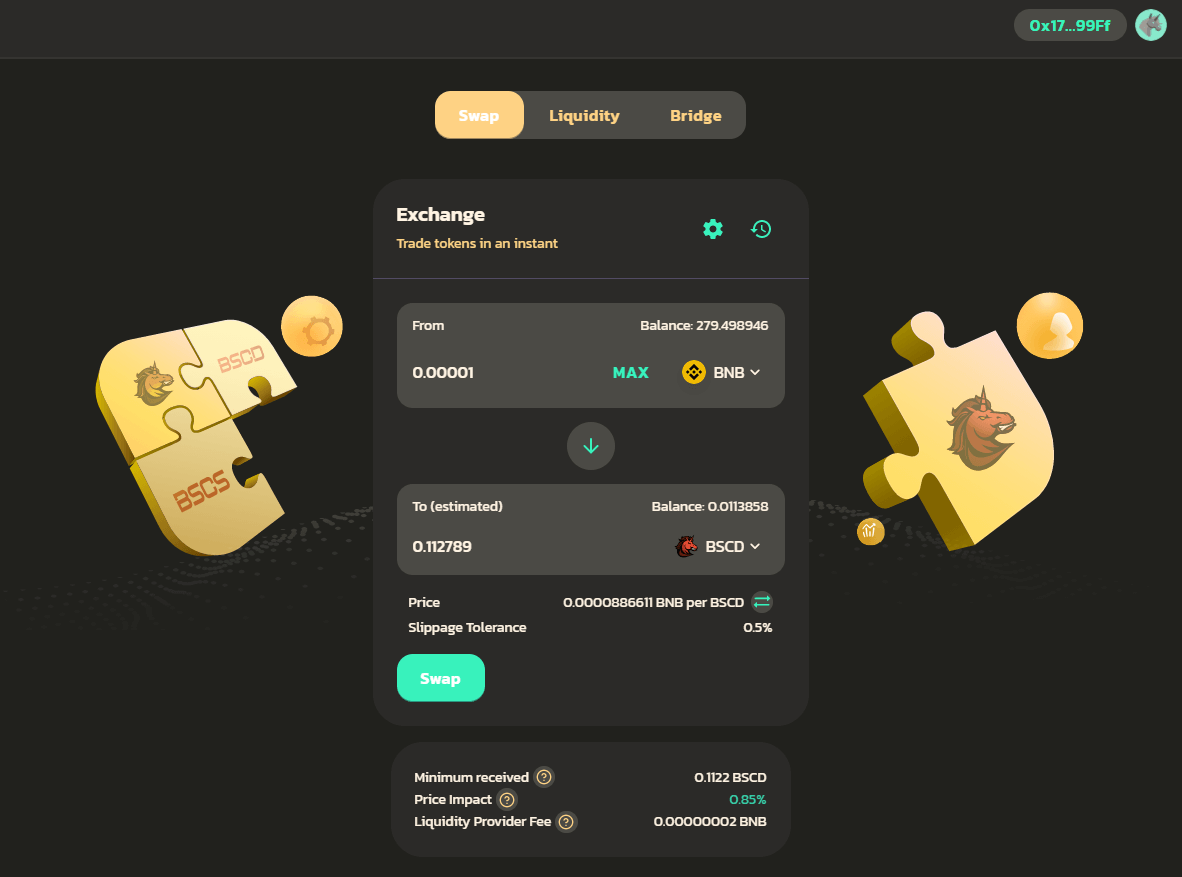 0x17...99Ff
Swap Liquidity Bridge
Exchange
Trade tokens in an instant
From Balance: 279.498946
0.00001 MAX BNB
To (estimated) Balance: 0.0113858
0.112789 BSCD
Price 0.0000886611 BNB per BSCD
Slippage Tolerance 0.5%
Swap
BSCD
BSCS
Minimum received ? 0.1122 BSCD
Price Impact ? 0.85%
Liquidity Provider Fee ? 0.00000002 BNB